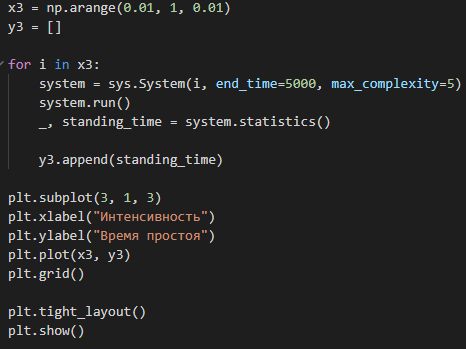 x3 = np.arange(0.01, 1, 0.01)
y3 = []
for i in x3:
    system = sys.System(i, end_time=5000, max_complexity=5)
    system.run()
    _, standing_time = system.statistics()
    y3.append(standing_time)
plt.subplot(3, 1, 3)
plt.xlabel("Интенсивность")
plt.ylabel("Время простоя")
plt.plot(x3, y3)
plt.grid()
plt.tight_layout()
plt.show()